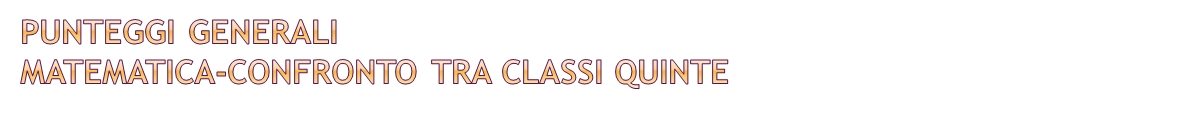 PUNTEGGI GENERALI
MATEMATICA-CONFRONTO TRA CLASSI QUINTE